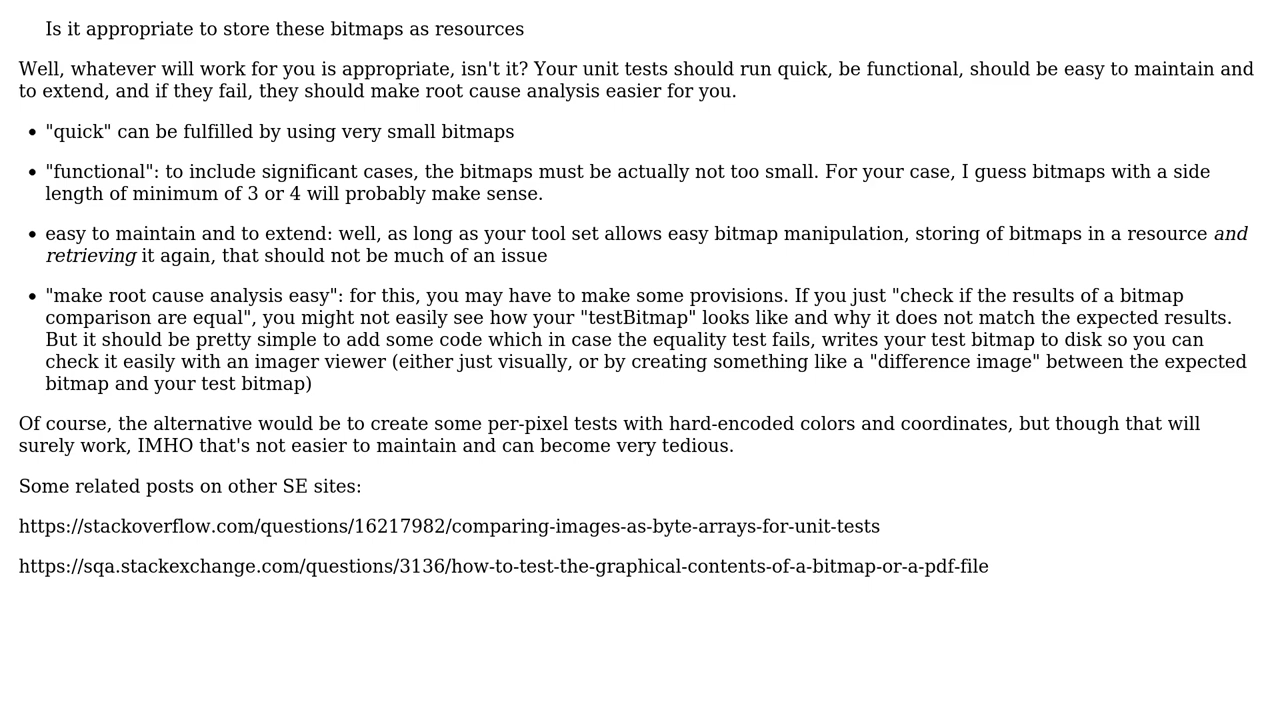 Is it appropriate to store these bitmaps as resources
Well, whatever will work for you is appropriate, isn't it? Your unit tests should run quick, be functional, should be easy to maintain and
to extend, and if they fail, they should make root cause analysis easier for you.
• "quick" can be fulfilled by using very small bitmaps
• "functional": to include significant cases, the bitmaps must be actually not too small. For your case, I guess bitmaps with a side
length of minimum of 3 or 4 will probably make sense.
• easy to maintain and to extend: well, as long as your tool set allows easy bitmap manipulation, storing of bitmaps in a resource and
retrieving it again, that should not be much of an issue
• "make root cause analysis easy": for this, you may have to make some provisions. If you just "check if the results of a bitmap
comparison are equal", you might not easily see how your "testBitmap" looks like and why it does not match the expected results.
But it should be pretty simple to add some code which in case the equality test fails, writes your test bitmap to disk so you can
check it easily with an imager viewer (either just visually, or by creating something like a "difference image" between the expected
bitmap and your test bitmap)
Of course, the alternative would be to create some per-pixel tests with hard-encoded colors and coordinates, but though that will
surely work, IMHO that's not easier to maintain and can become very tedious.
Some related posts on other SE sites:
https://stackoverflow.com/questions/16217982/comparing-images-as-byte-arrays-for-unit-tests
https://sqa.stackexchange.com/questions/3136/how-to-test-the-graphical-contents-of-a-bitmap-or-a-pdf-file